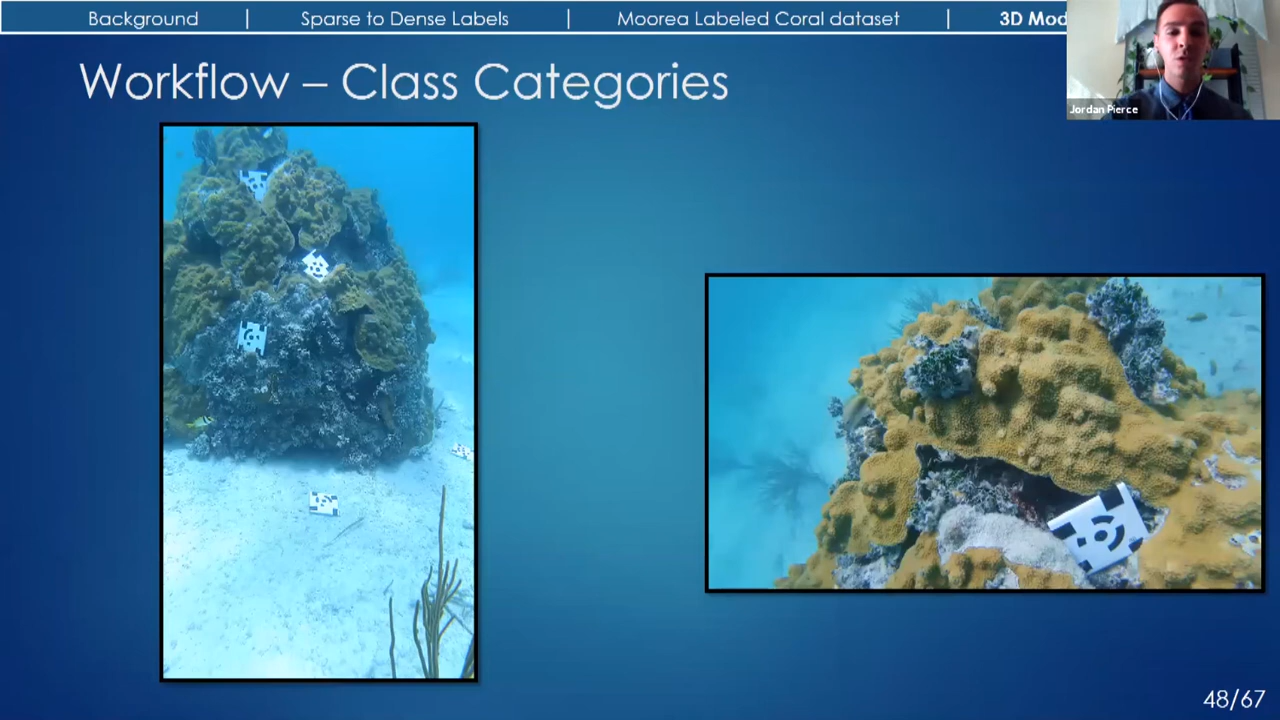 Background | Sparse to Dense Labels | Moorea Labeled Coral dataset | 3D Mod
Jordan Pierce
Workflow – Class Categories
48/67